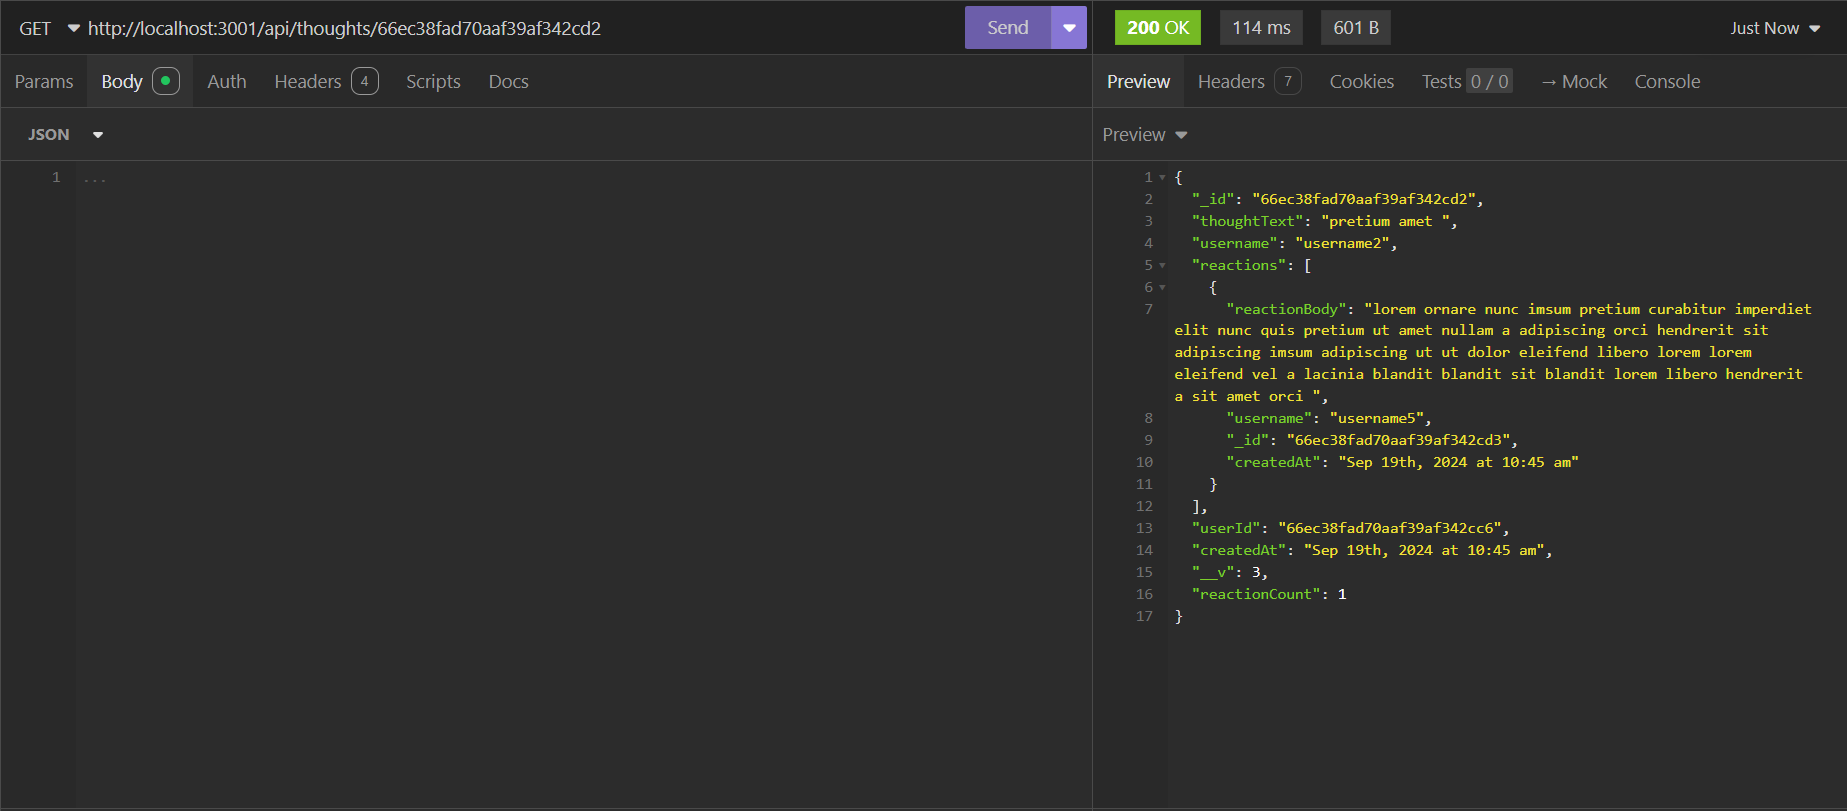 GET http://localhost:3001/api/thoughts/66ec38fad70aaf39af342cd2 Send
200 OK 114 ms 601 B Just Now
Params Body Auth Headers 4 Scripts Docs
Preview Headers 7 Cookies Tests 0 / 0 → Mock Console
JSON
Preview
1 ...
1 {
2 "_id": "66ec38fad70aaf39af342cd2",
3 "thoughtText": "pretium amet ",
4 "username": "username2",
5 "reactions": [
6 {
7 "reactionBody": "lorem ornare nunc imsum pretium curabitur imperdiet
elit nunc quis pretium ut amet nullam a adipiscing orci hendrerit sit
adipiscing imsum adipiscing ut ut dolor eleifend libero lorem lorem
eleifend vel a lacinia blandit blandit sit blandit lorem libero hendrerit
a sit amet orci ",
8 "username": "username5",
9 "_id": "66ec38fad70aaf39af342cd3",
10 "createdAt": "Sep 19th, 2024 at 10:45 am"
11 }
12 ],
13 "userId": "66ec38fad70aaf39af342cc6",
14 "createdAt": "Sep 19th, 2024 at 10:45 am",
15 "__v": 3,
16 "reactionCount": 1
17 }